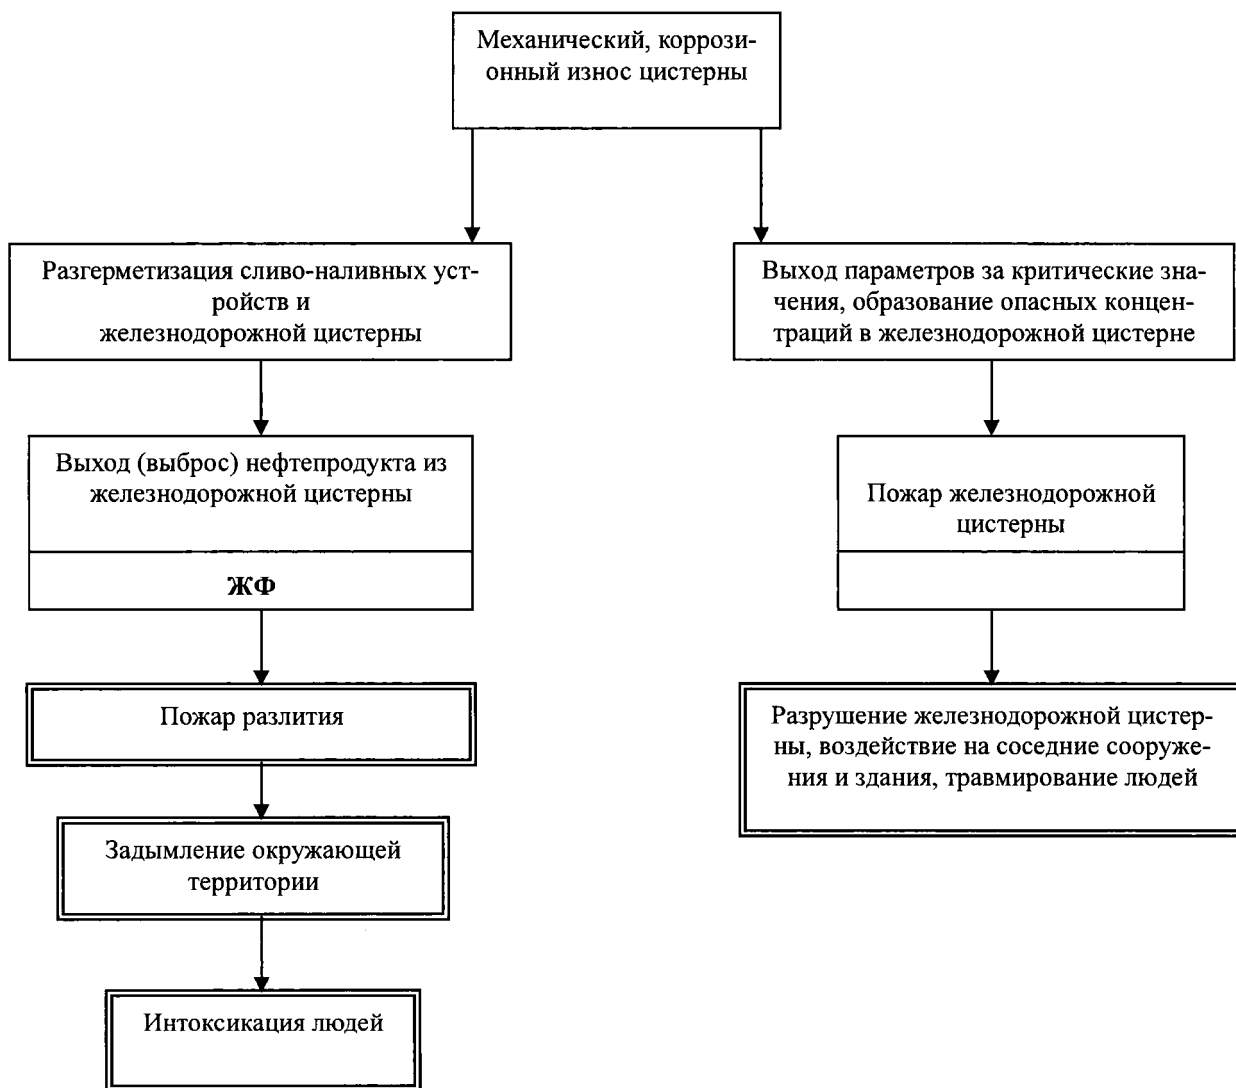 Механический, коррози-
онный износ цистерны
Разгерметизация сливо-наливных уст-
ройств и
железнодорожной цистерны
Выход параметров за критические зна-
чения, образование опасных концен-
траций в железнодорожной цистерне
Выход (выброс) нефтепродукта из
железнодорожной цистерны
ЖФ
Пожар железнодорожной
цистерны
Пожар разлития
Разрушение железнодорожной цистер-
ны, воздействие на соседние сооруже-
ния и здания, травмирование людей
Задымление окружающей
территории
Интоксикация людей